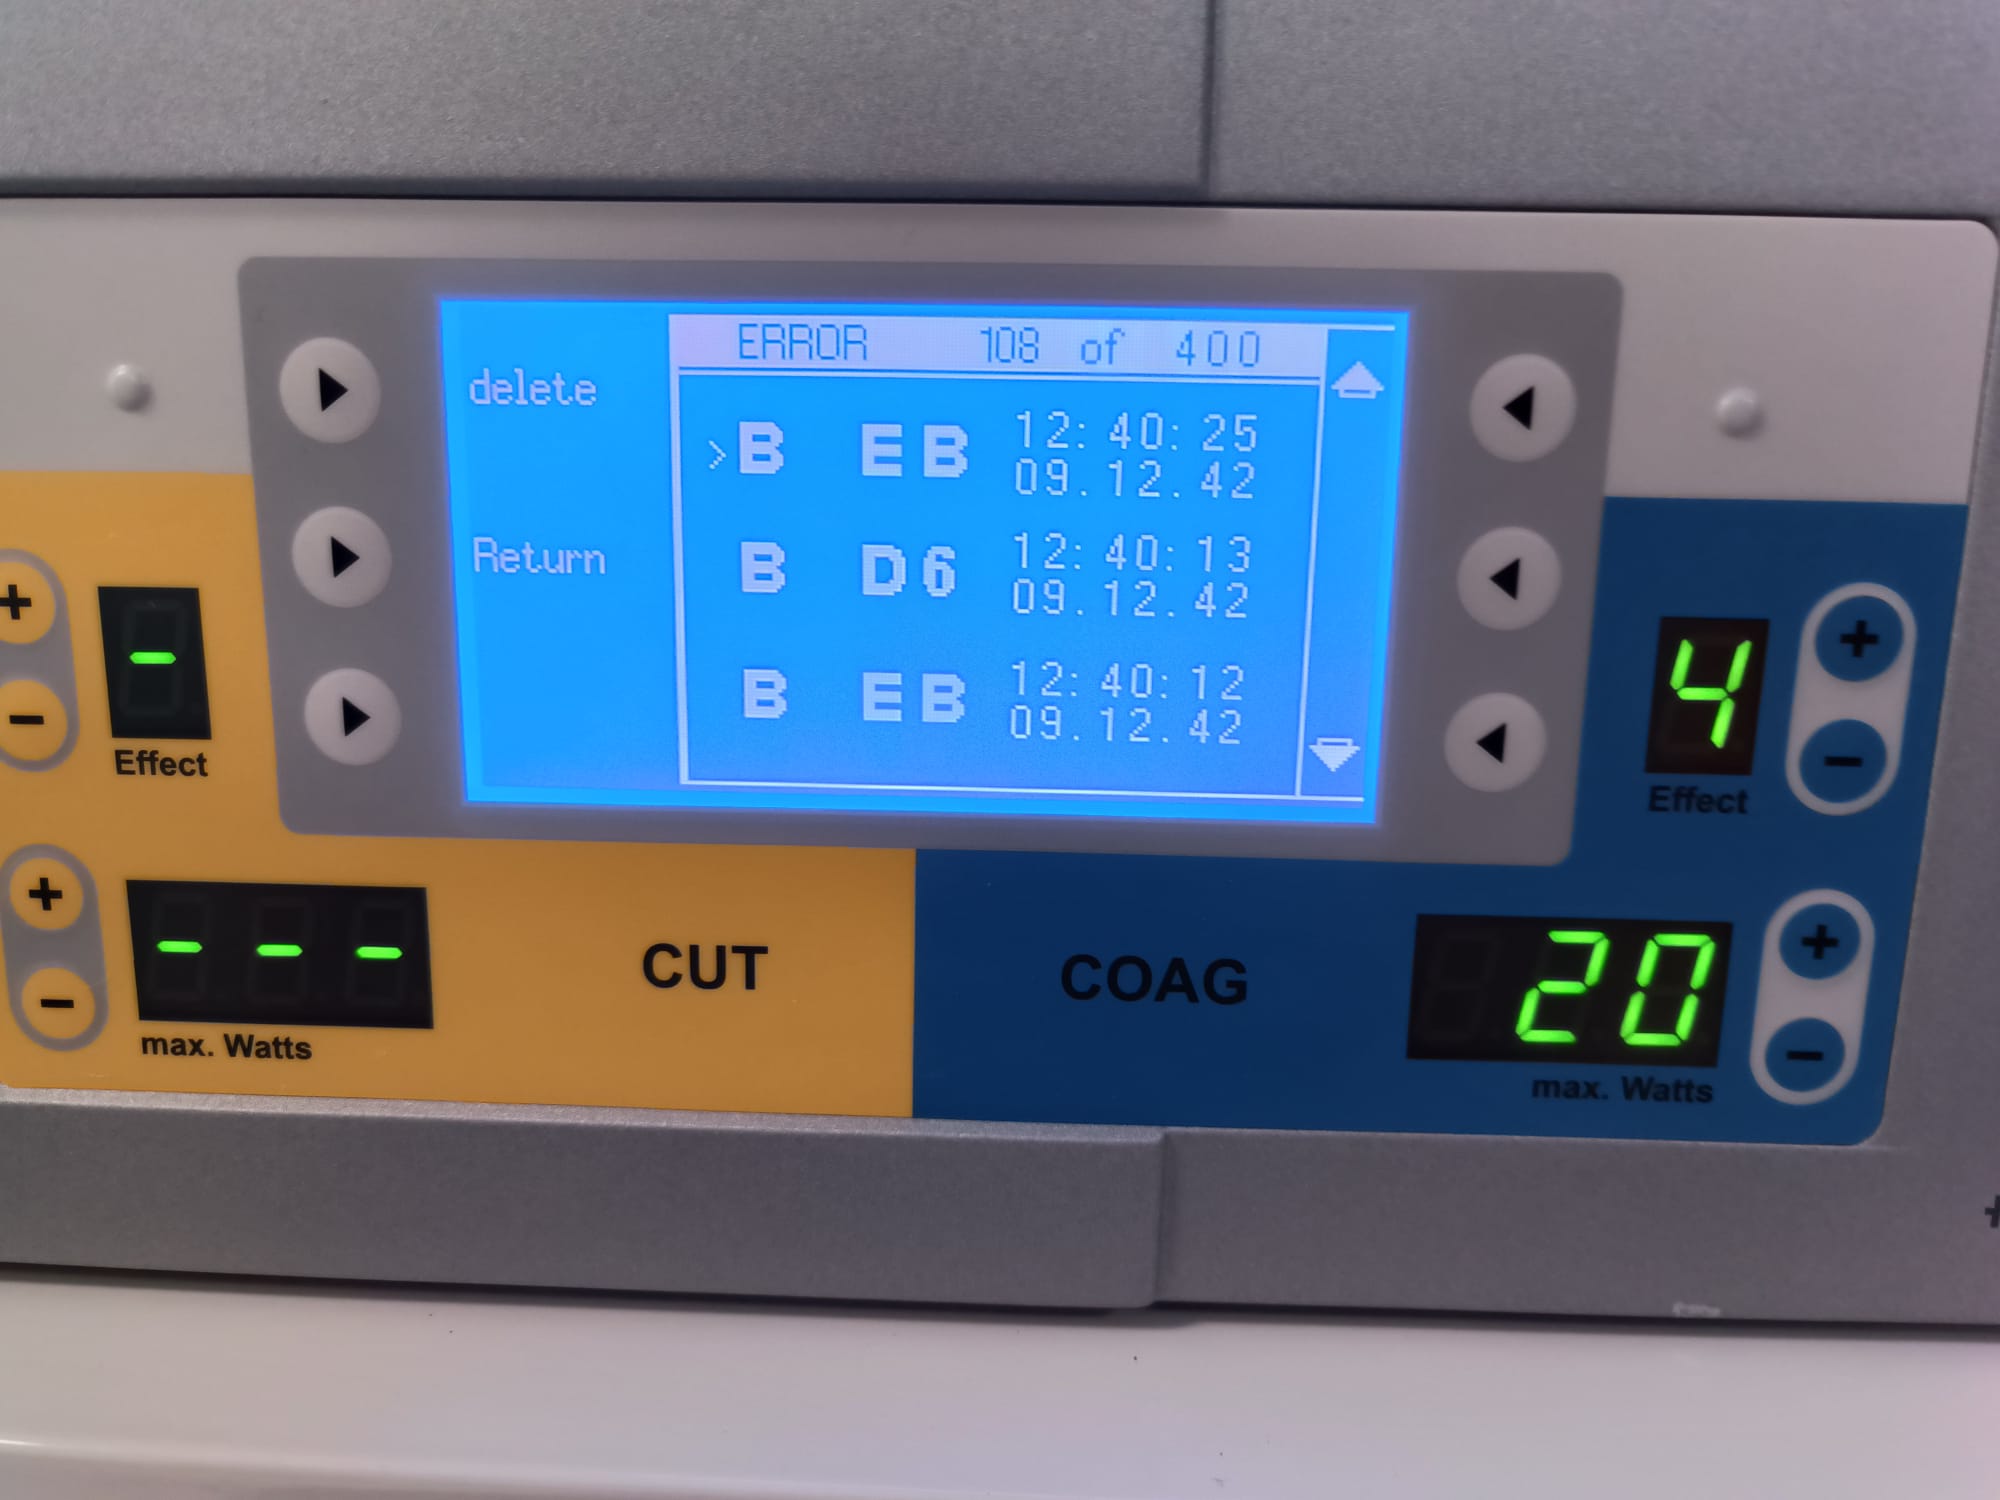 ERROR 108 of 400
delete
>B EB 12:40:25
09.12.42
Return
B D6 12:40:13
09.12.42
B EB 12:40:12
09.12.42
+
-
-
Effect
4
+
-
Effect
+
-
---
max. Watts
CUT
COAG
20
max. Watts
+
-